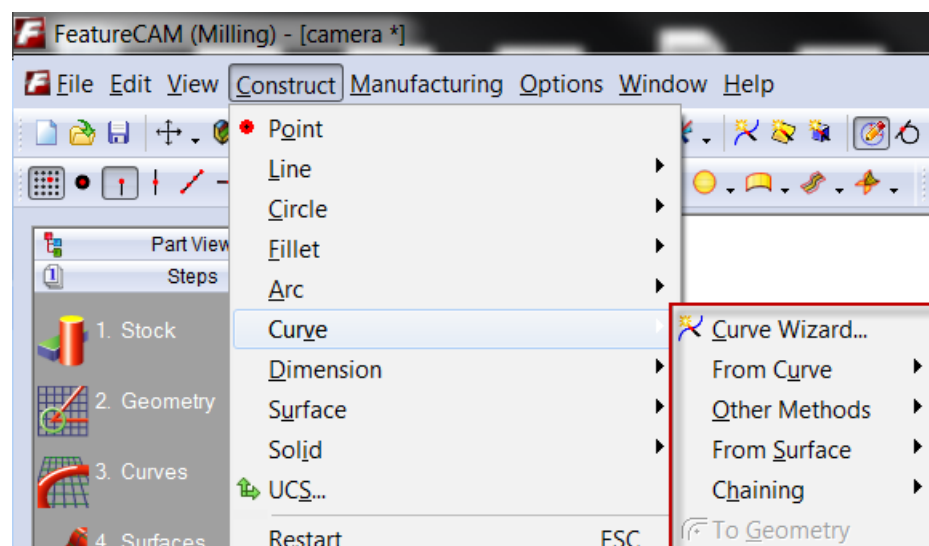 FeatureCAM (Milling) - [camera *]
File Edit View Construct Manufacturing Options Window Help
Point
Line
Circle
Fillet
Arc
Curve
Dimension
Surface
Solid
UCS...
Restart ESC
Part View
Steps
1. Stock
2. Geometry
3. Curves
4. Surfaces
Curve Wizard...
From Curve
Other Methods
From Surface
Chaining
To Geometry